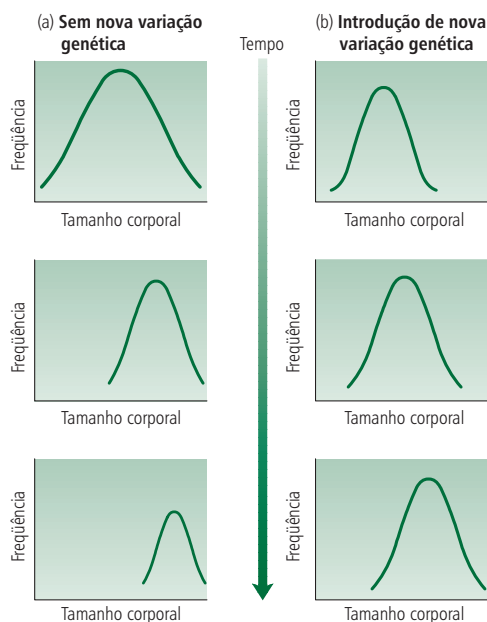 (a) Sem nova variação
genética
Tempo
(b) Introdução de nova
variação genética
Freqüência
Tamanho corporal
Freqüência
Tamanho corporal
Freqüência
Tamanho corporal
Freqüência
Tamanho corporal
Freqüência
Tamanho corporal
Freqüência
Tamanho corporal